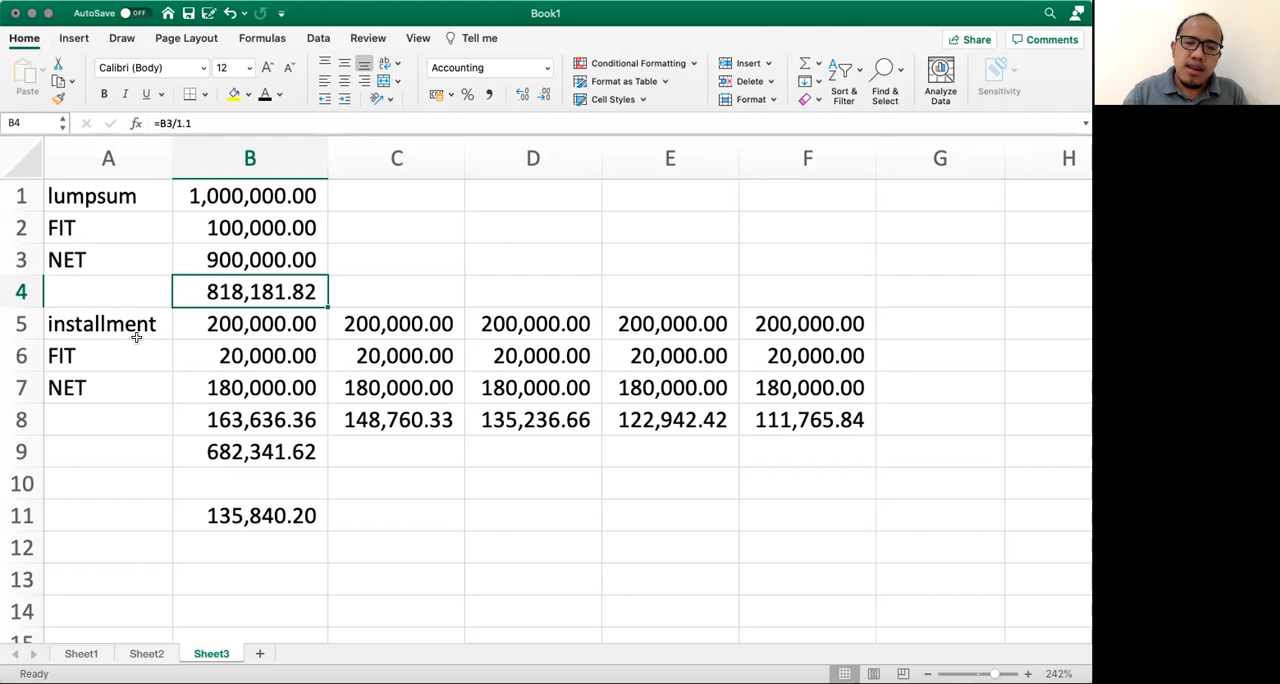 AutoSave OFF Book1
Home Insert Draw Page Layout Formulas Data Review View Tell me Share Comments
Paste Calibri (Body) 12 A A Accounting Conditional Formatting Insert Sort & Filter Find & Select Analyze Data Sensitivity
Format as Table Delete
B I U A % Cell Styles Format
B4 fx =B3/1.1
A B C D E F G H
1 lumpsum 1,000,000.00
2 FIT 100,000.00
3 NET 900,000.00
4 818,181.82
5 installment 200,000.00 200,000.00 200,000.00 200,000.00 200,000.00
6 FIT 20,000.00 20,000.00 20,000.00 20,000.00 20,000.00
7 NET 180,000.00 180,000.00 180,000.00 180,000.00 180,000.00
8 163,636.36 148,760.33 135,236.66 122,942.42 111,765.84
9 682,341.62
10
11 135,840.20
12
13
14
15
Sheet1 Sheet2 Sheet3 +
Ready 242%